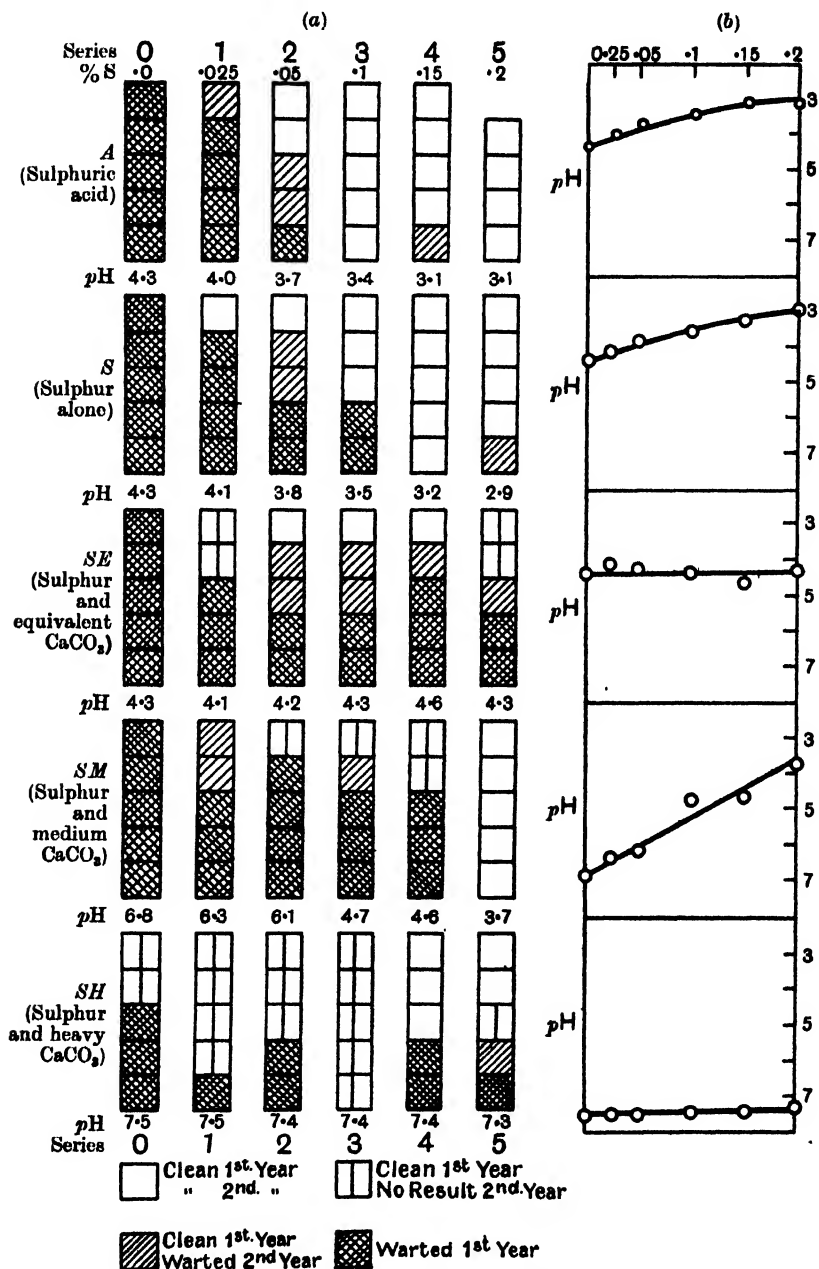 (a)
(b)
Series 0 1 2 3 4 5
% S ·0 ·025 ·05 ·1 ·15 ·2
0·25 ·05 ·1 ·15 ·2
A
(Sulphuric
acid)
pH
3
5
7
pH 4·3 4·0 3·7 3·4 3·1 3·1
S
(Sulphur
alone)
pH
3
5
7
pH 4·3 4·1 3·8 3·5 3·2 2·9
SE
(Sulphur
and
equivalent
CaCO₃)
pH
3
5
7
pH 4·3 4·1 4·2 4·3 4·6 4·3
SM
(Sulphur
and
medium
CaCO₃)
pH
3
5
7
pH 6·8 6·3 6·1 4·7 4·6 3·7
SH
(Sulphur
and heavy
CaCO₃)
pH
3
5
7
pH 7·5 7·5 7·4 7·4 7·4 7·3
Series 0 1 2 3 4 5
Clean 1st. Year
" 2nd. "
Clean 1st Year
No Result 2nd. Year
Clean 1st. Year
Warted 2nd Year
Warted 1st Year